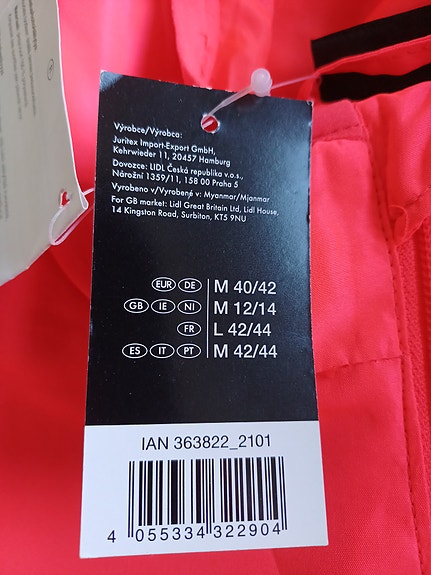 Výrobce/Výrobca:
Juritex Import-Export GmbH,
Kehrwieder 11, 20457 Hamburg
Dovozce: LIDL Česká republika v.o.s.,
Nárožní 1359/11, 158 00 Praha 5
Vyrobeno v/Vyrobené v: Myanmar/Mjanmar
For GB market: Lidl Great Britain Ltd, Lidl House,
14 Kingston Road, Surbiton, KT5 9NU
EUR DE M 40/42
GB IE NI M 12/14
FR L 42/44
ES IT PT M 42/44
IAN 363822_2101
4 055334 322904